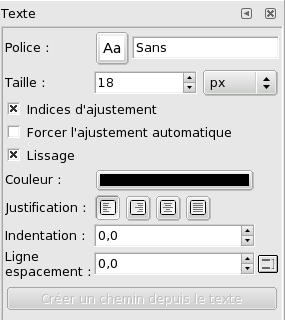 Texte
Police : Aa Sans
Taille : 18 px
Indices d'ajustement
Forcer l'ajustement automatique
Lissage
Couleur :
Justification :
Indentation : 0,0
Ligne
espacement : 0,0
Créer un chemin depuis le texte